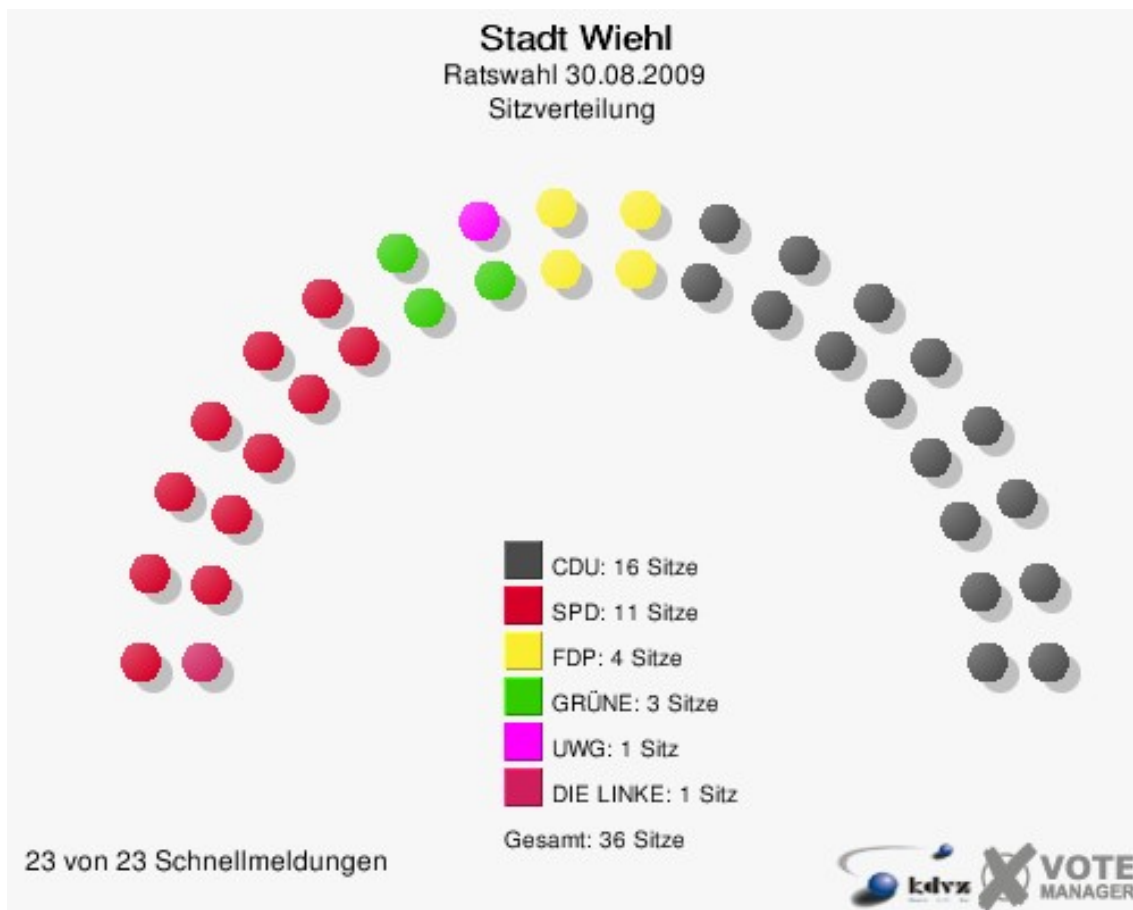 Stadt Wiehl
Ratswahl 30.08.2009
Sitzverteilung
CDU: 16 Sitze
SPD: 11 Sitze
FDP: 4 Sitze
GRÜNE: 3 Sitze
UWG: 1 Sitz
DIE LINKE: 1 Sitz
Gesamt: 36 Sitze
23 von 23 Schnellmeldungen
kdvz
VOTE
MANAGER